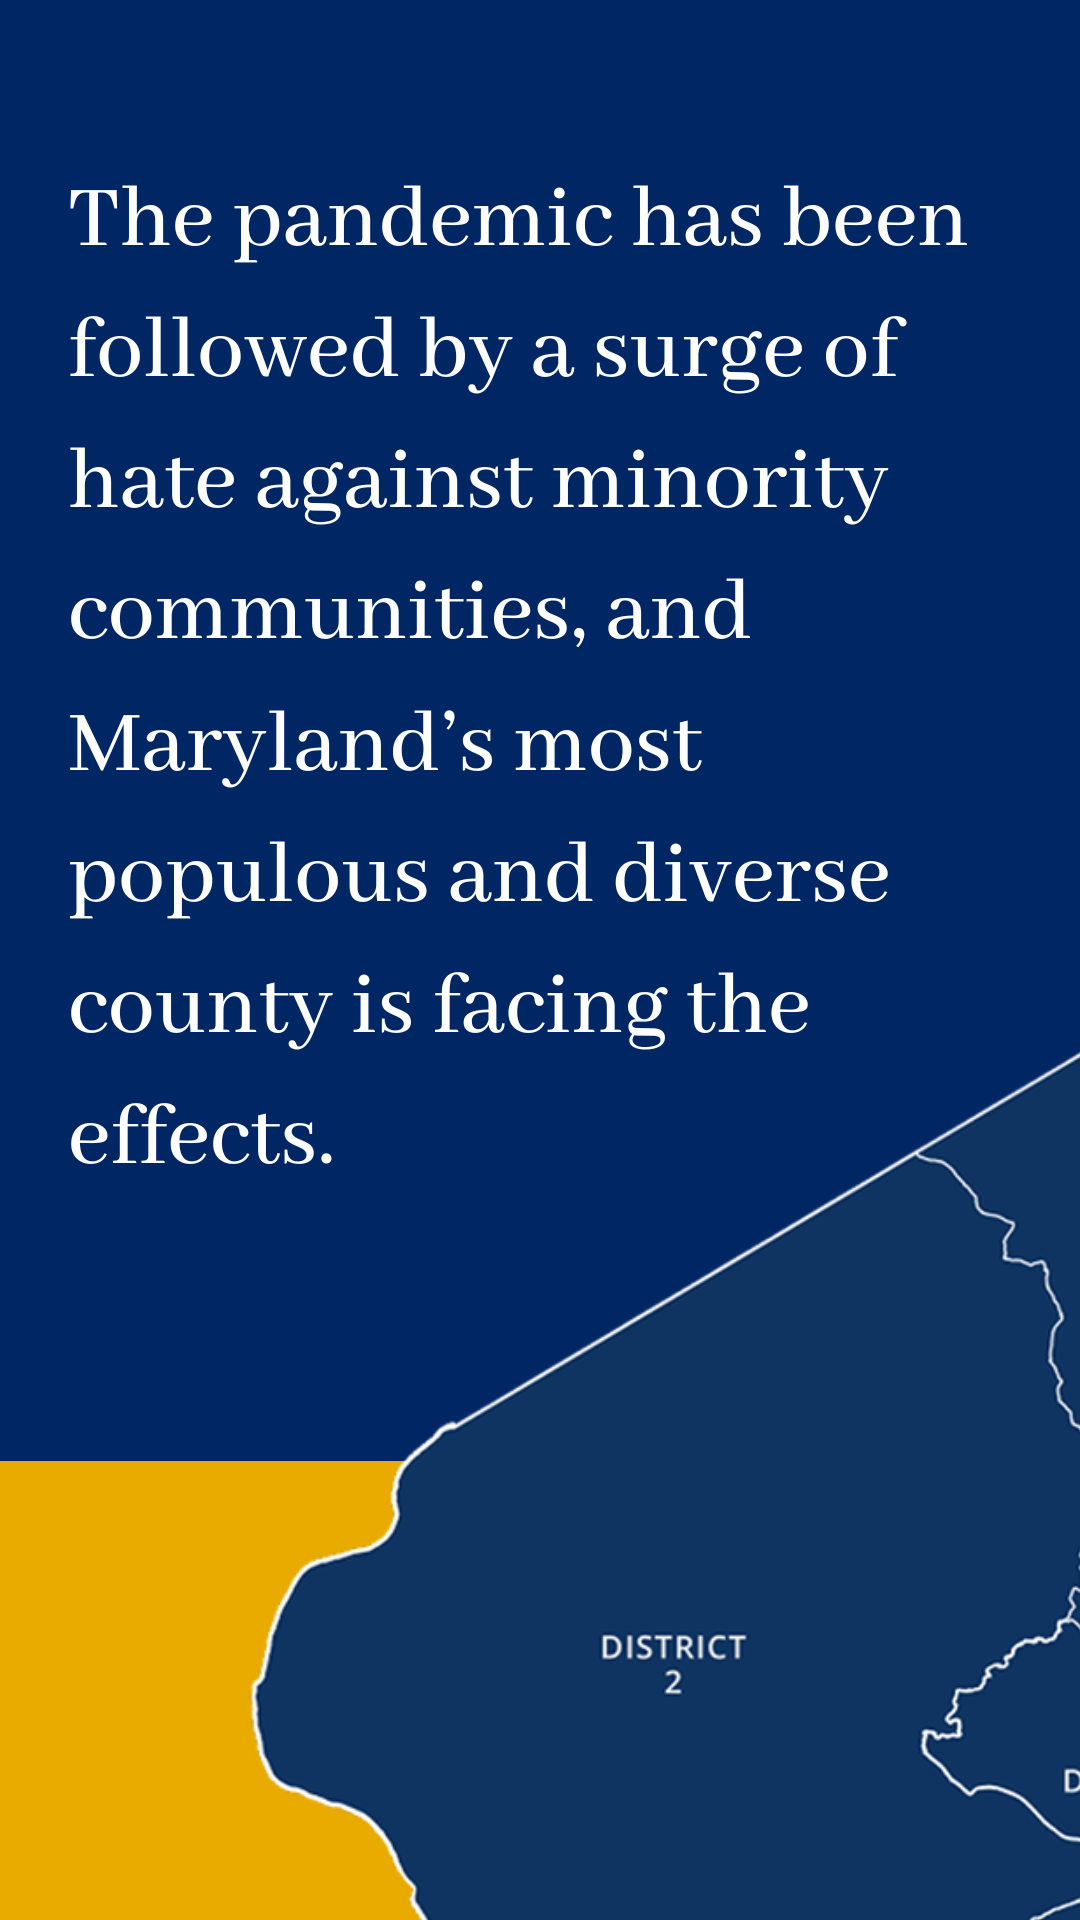 The pandemic has been
followed by a surge of
hate against minority
communities, and
Maryland’s most
populous and diverse
county is facing the
effects.
DISTRICT
2
D